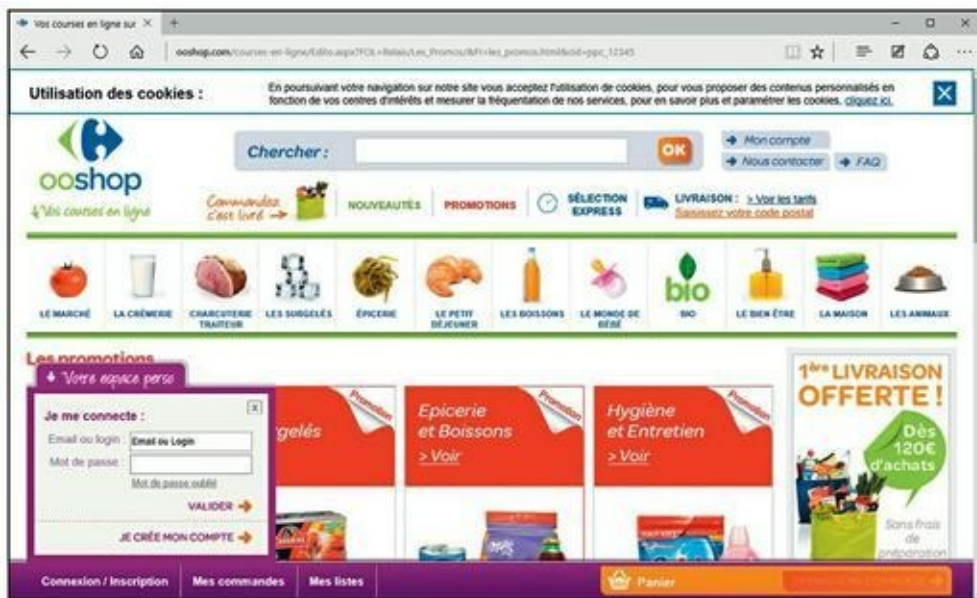 Vos courses en ligne sur
ooshop.com/courses-en-ligne/Edito.aspx?
Utilisation des cookies :
En poursuivant votre navigation sur notre site vous acceptez l'utilisation de cookies, pour vous proposer des contenus personnalisés en
fonction de vos centres d'intérêts et mesurer la fréquentation de nos services, pour en savoir plus et paramétrer les cookies, cliquez ici.
Chercher :
OK
Mon compte
Nous contacter
FAQ
ooshop
Vos courses en ligne
Commandez
c'est livré
NOUVEAUTÉS
PROMOTIONS
SÉLECTION
EXPRESS
LIVRAISON : > Voir les tarifs
Saisissez votre code postal
bio
LE MARCHÉ
LA CRÈMERIE
CHARCUTERIE
TRAITEUR
LES SURGELÉS
ÉPICERIE
LE PETIT
DÉJEUNER
LES BOISSONS
LE MONDE DE
BÉBÉ
BIO
LE BIEN ÊTRE
LA MAISON
LES ANIMAUX
Les promotions
Votre espace perso
Je me connecte :
x
Email ou login : Email ou Login
Mot de passe :
Mot de passe oublié
VALIDER
JE CRÉE MON COMPTE
gelés
Promotion
Epicerie
et Boissons
> Voir
Promotion
Hygiène
et Entretien
> Voir
Promotion
1ère LIVRAISON
OFFERTE !
Dès
120€
d'achats
Sans frais
de
préparation
Connexion / Inscription
Mes commandes
Mes listes
Panier